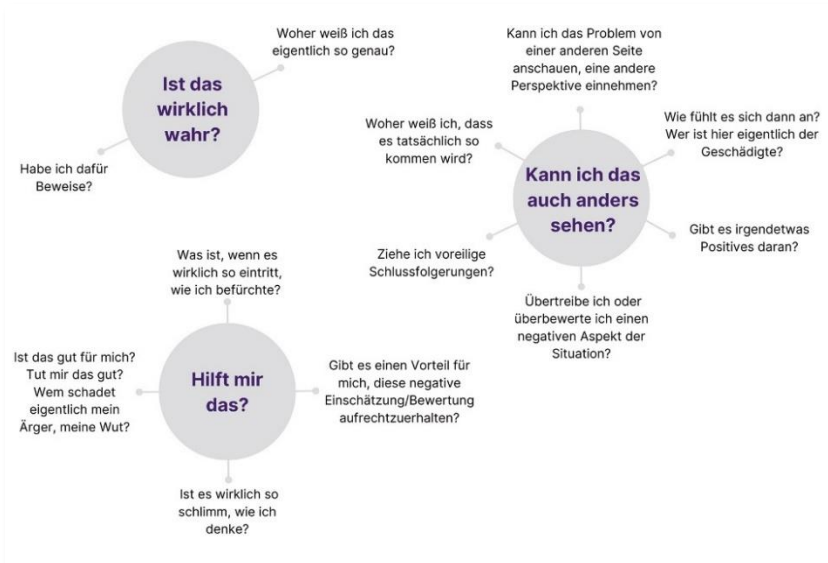 Woher weiß ich das
eigentlich so genau?
Ist das
wirklich
wahr?
Habe ich dafür
Beweise?
Kann ich das Problem von
einer anderen Seite
anschauen, eine andere
Perspektive einnehmen?
Woher weiß ich, dass
es tatsächlich so
kommen wird?
Wie fühlt es sich dann an?
Wer ist hier eigentlich der
Geschädigte?
Kann ich das
auch anders
sehen?
Ziehe ich voreilige
Schlussfolgerungen?
Gibt es irgendetwas
Positives daran?
Übertreibe ich oder
überbewerte ich einen
negativen Aspekt der
Situation?
Was ist, wenn es
wirklich so eintritt,
wie ich befürchte?
Ist das gut für mich?
Tut mir das gut?
Wem schadet
eigentlich mein
Ärger, meine Wut?
Hilft mir
das?
Gibt es einen Vorteil für
mich, diese negative
Einschätzung/Bewertung
aufrechtzuerhalten?
Ist es wirklich so
schlimm, wie ich
denke?